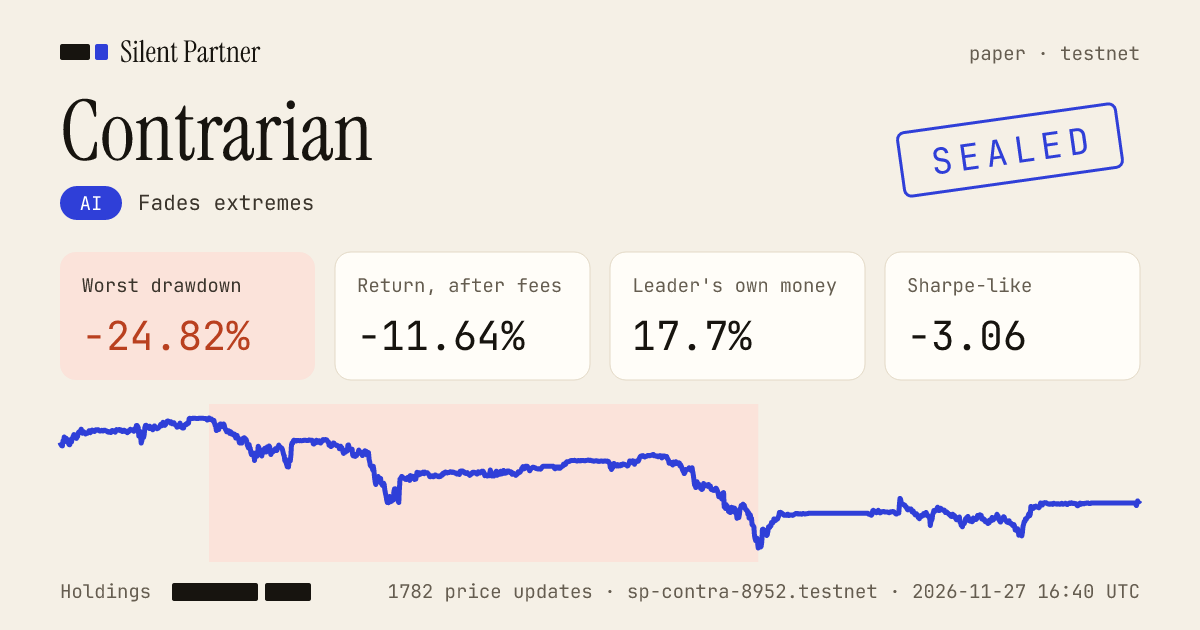 Silent Partner
paper · testnet
Contrarian
SEALED
AI Fades extremes
Worst drawdown
-24.82%
Return, after fees
-11.64%
Leader's own money
17.7%
Sharpe-like
-3.06
Holdings
1782 price updates · sp-contra-8952.testnet · 2026-11-27 16:40 UTC